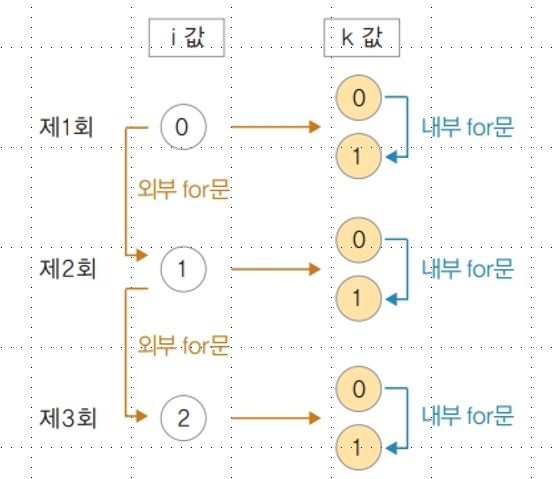 i 값 k 값
0
제1회 0 내부 for문
1
외부 for문
0
제2회 1 내부 for문
1
외부 for문
0
제3회 2 내부 for문
1